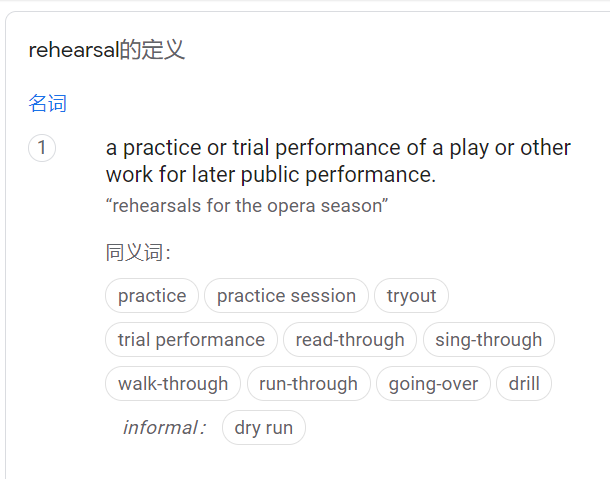 rehearsal的定义
名词
1 a practice or trial performance of a play or other
work for later public performance.
“rehearsals for the opera season”
同义词：
practice practice session tryout
trial performance read-through sing-through
walk-through run-through going-over drill
informal： dry run